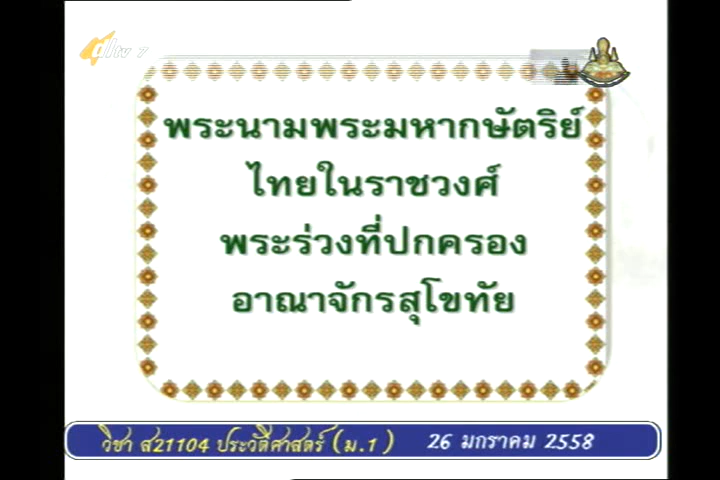 dltv 7
พระนามพระมหากษัตริย์
ไทยในราชวงศ์
พระร่วงที่ปกครอง
อาณาจักรสุโขทัย
วิชา ส21104 ประวัติศาสตร์ (ม.1) 26 มกราคม 2558